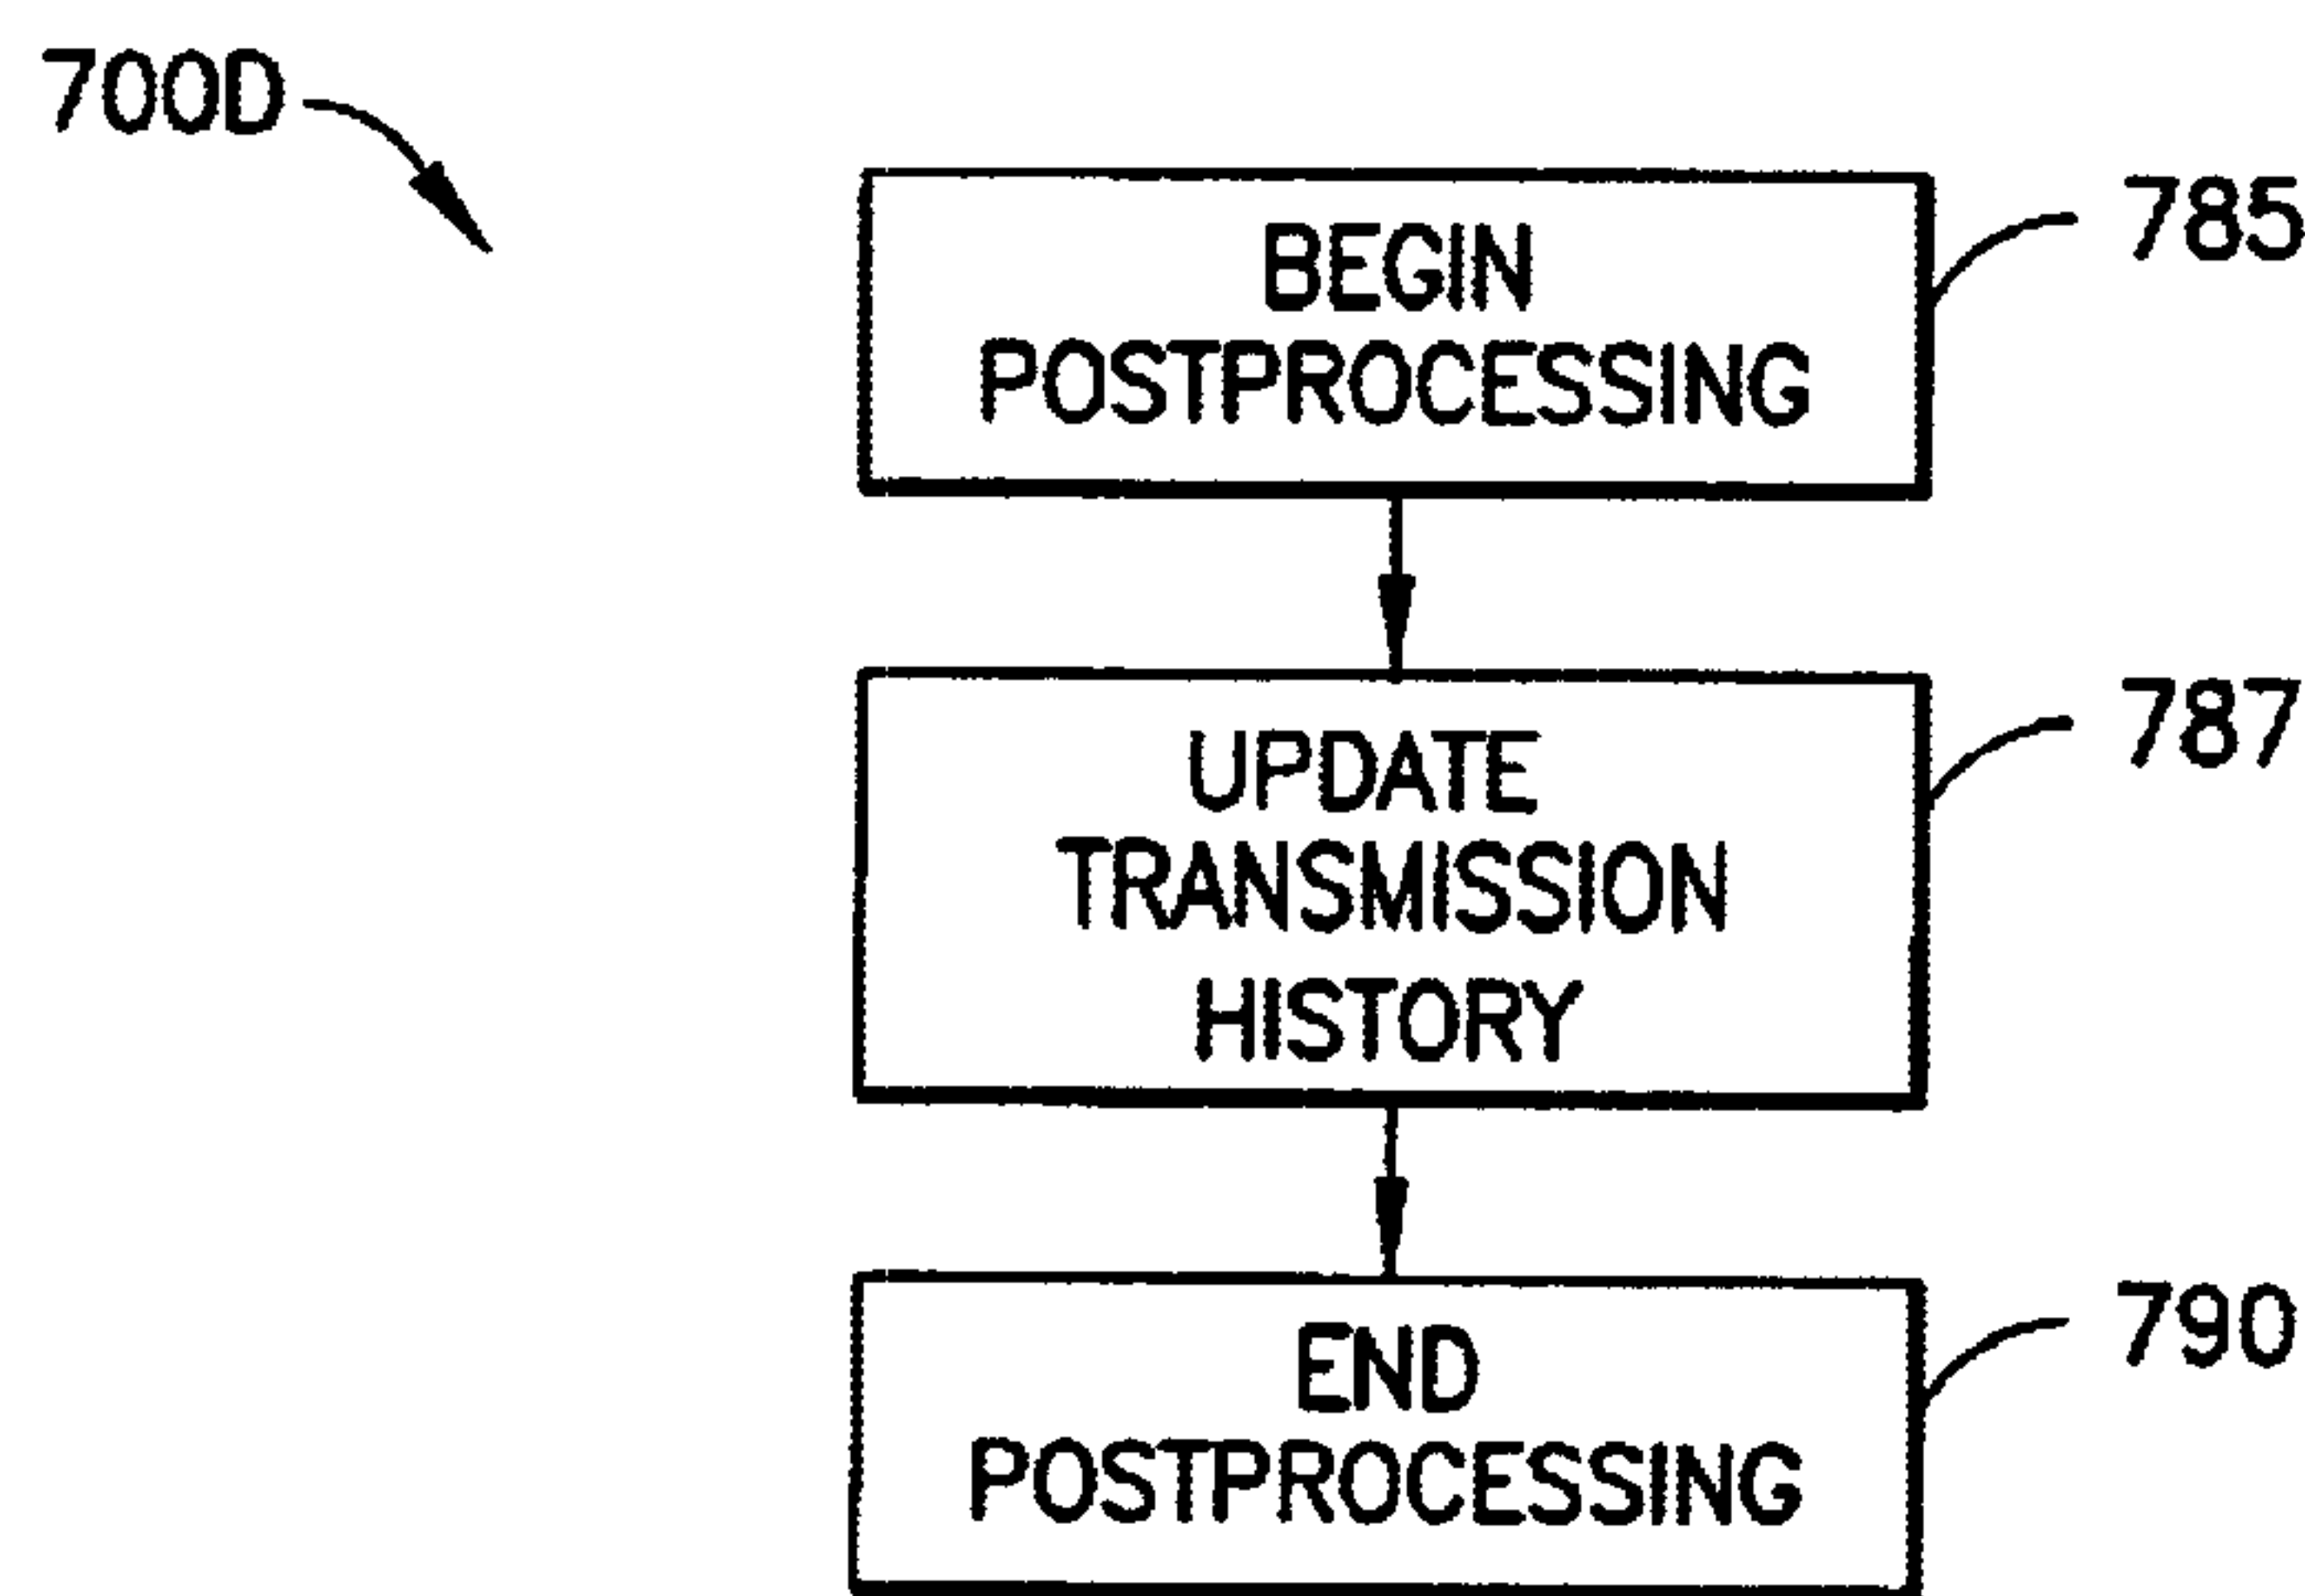 700D
BEGIN
POSTPROCESSING
785
UPDATE
TRANSMISSION
HISTORY
787
END
POSTPROCESSING
790